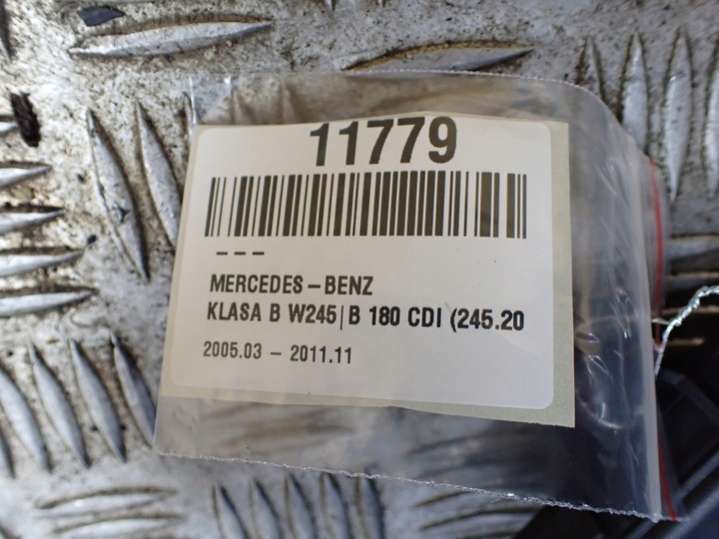 11779
---
MERCEDES-BENZ
KLASA B W245|B 180 CDI (245.20
2005.03 - 2011.11